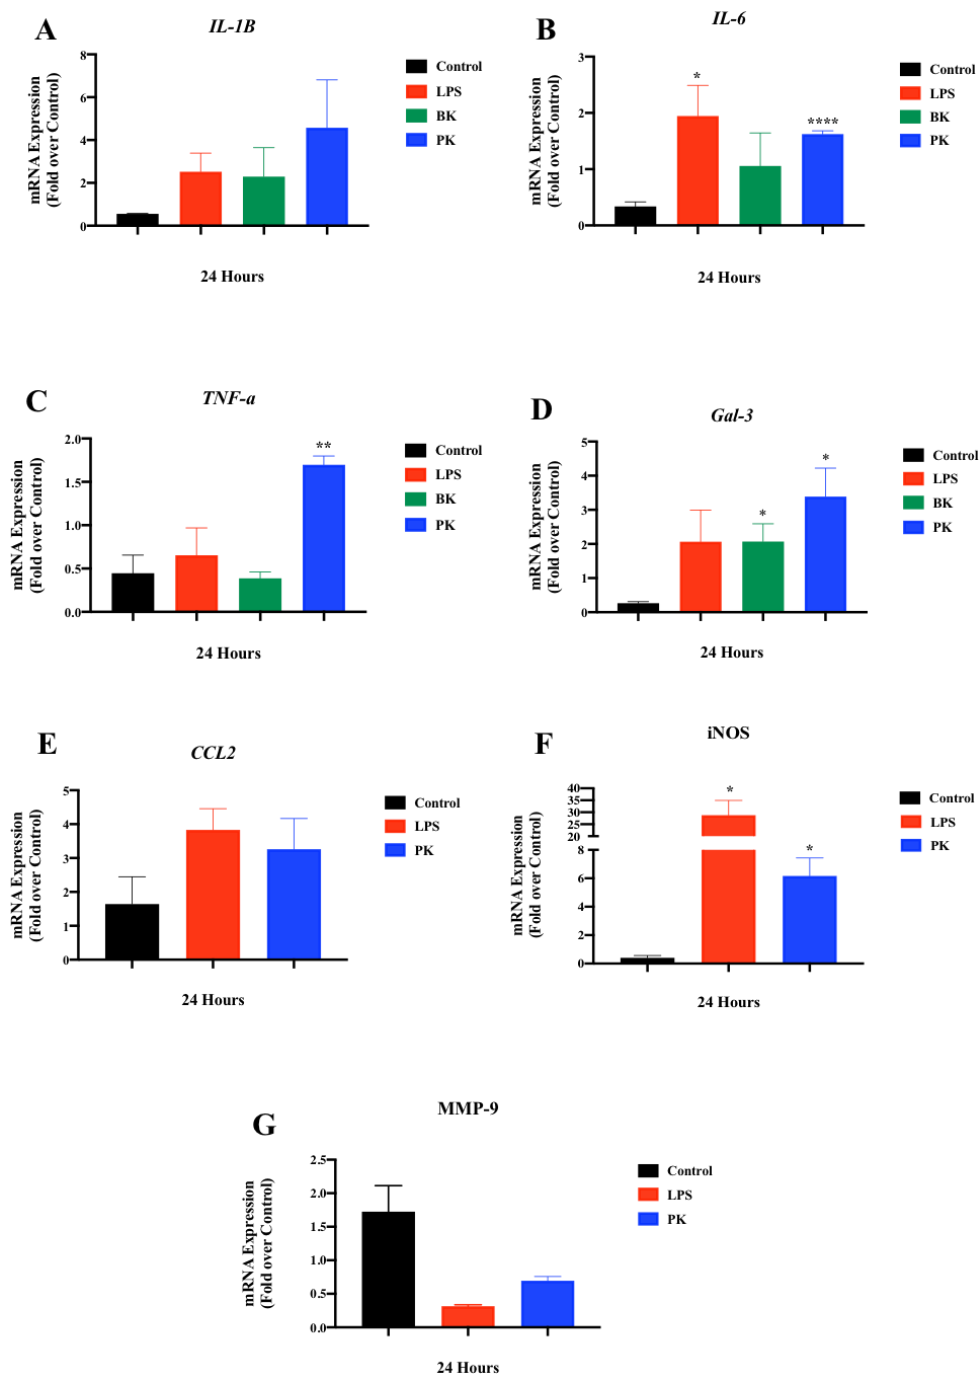 A
IL-1B
mRNA Expression
(Fold over Control)
8
6
4
2
0
24 Hours
Control
LPS
BK
PK
B
IL-6
mRNA Expression
(Fold over Control)
3
2
1
0
*
****
24 Hours
Control
LPS
BK
PK
C
TNF-a
mRNA Expression
(Fold over Control)
2.0
1.5
1.0
0.5
0.0
**
24 Hours
Control
LPS
BK
PK
D
Gal-3
mRNA Expression
(Fold over Control)
5
4
3
2
1
0
*
*
24 Hours
Control
LPS
BK
PK
E
CCL2
mRNA Expression
(Fold over Control)
5
4
3
2
1
0
24 Hours
Control
LPS
PK
F
iNOS
mRNA Expression
(Fold over Control)
40
35
30
25
20
8
6
4
2
0
*
*
24 Hours
Control
LPS
PK
G
MMP-9
mRNA Expression
(Fold over Control)
2.5
2.0
1.5
1.0
0.5
0.0
24 Hours
Control
LPS
PK